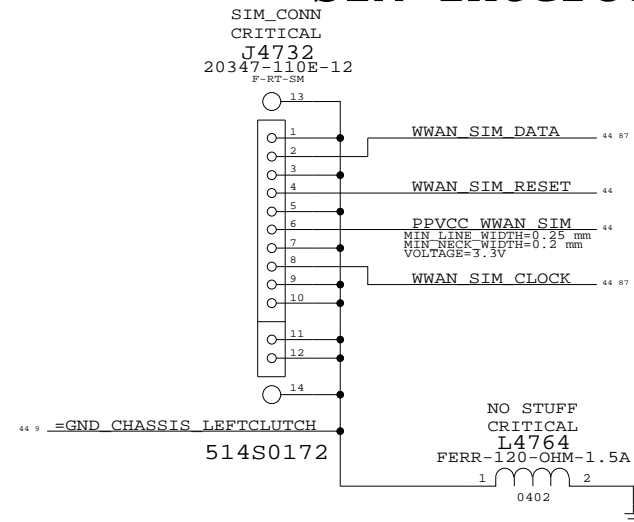 SIM_CONN
CRITICAL
J4732
20347-110E-12
F-RT-SM
13
1
WWAN_SIM_DATA 44 87
2
3
4
WWAN_SIM_RESET 44
5
6
PPVCC_WWAN_SIM 44
MIN_LINE_WIDTH=0.25 mm
MIN_NECK_WIDTH=0.2 mm
VOLTAGE=3.3V
7
8
WWAN_SIM_CLOCK 44 87
9
10
11
12
14
44 9 =GND_CHASSIS_LEFTCLUTCH
514S0172
NO STUFF
CRITICAL
L4764
FERR-120-OHM-1.5A
1 2
0402